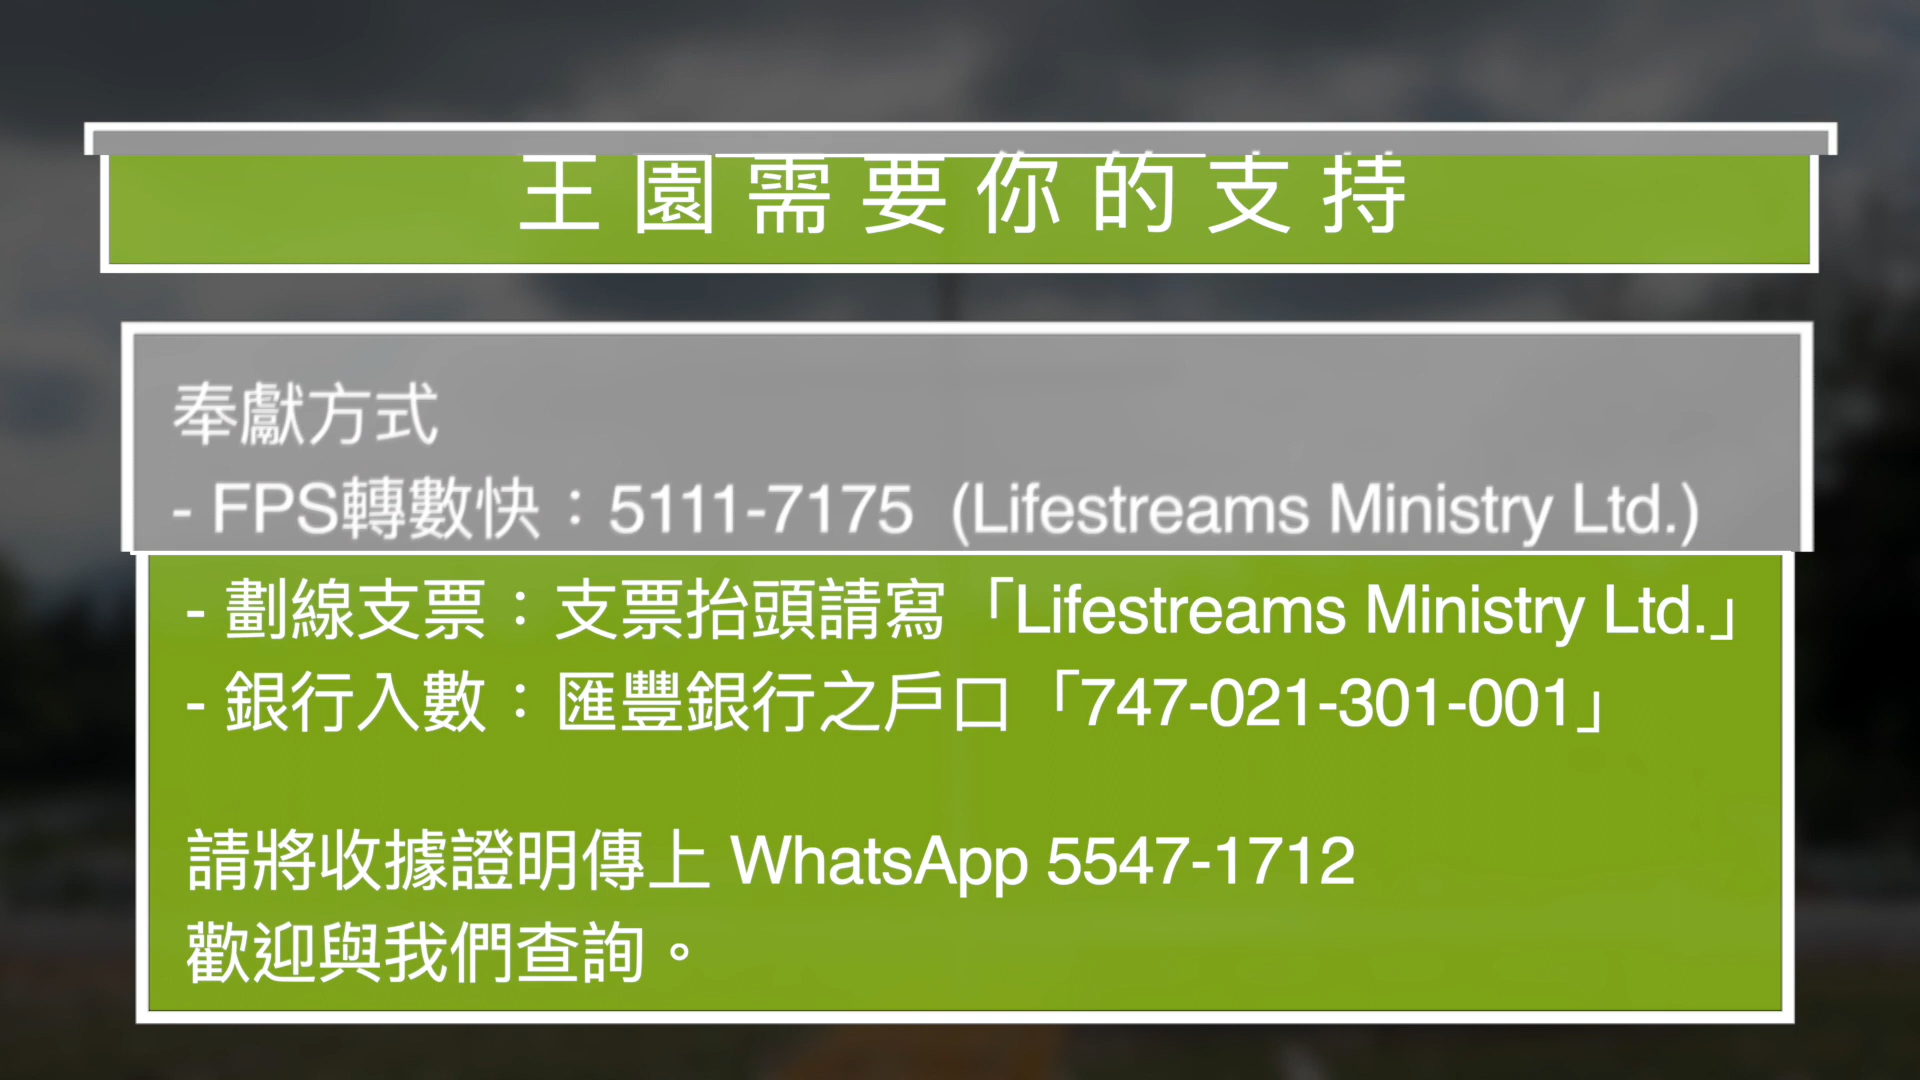 王園需要你的支持
奉獻方式
- FPS轉數快：5111-7175 (Lifestreams Ministry Ltd.)
- 劃線支票：支票抬頭請寫「Lifestreams Ministry Ltd.」
- 銀行入數：匯豐銀行之戶口「747-021-301-001」
請將收據證明傳上 WhatsApp 5547-1712
歡迎與我們查詢。